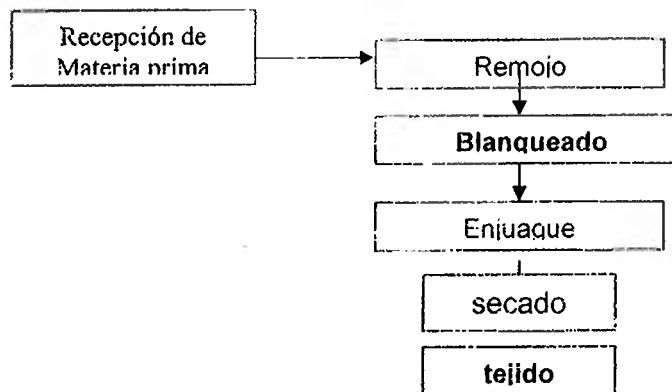 Recepción de
Materia prima
Remojo
Blanqueado
Enjuague
secado
tejido